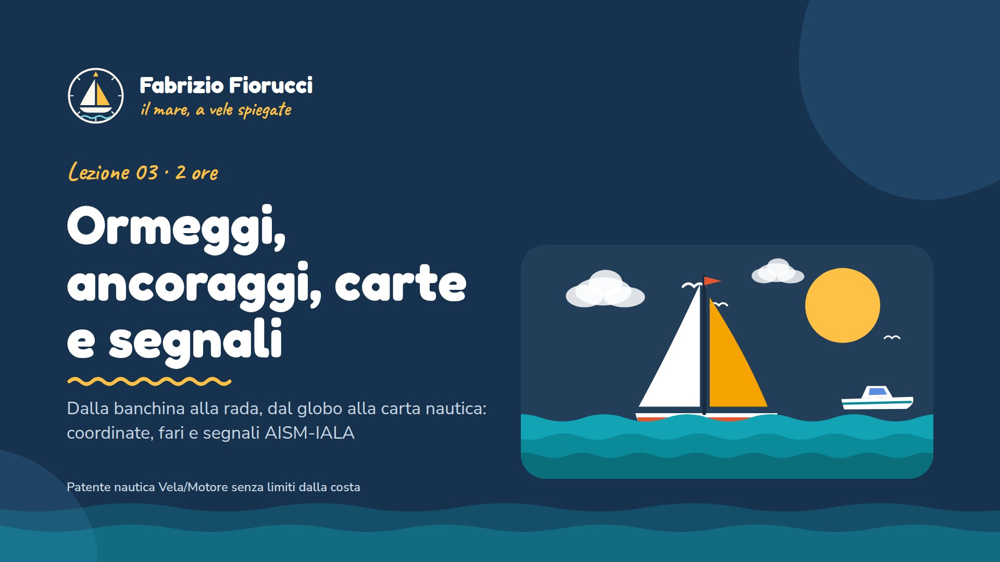 Fabrizio Fiorucci
il mare, a vele spiegate
Lezione 03 · 2 ore
Ormeggi,
ancoraggi, carte
e segnali
Dalla banchina alla rada, dal globo alla carta nautica:
coordinate, fari e segnali AISM-IALA
Patente nautica Vela/Motore senza limiti dalla costa